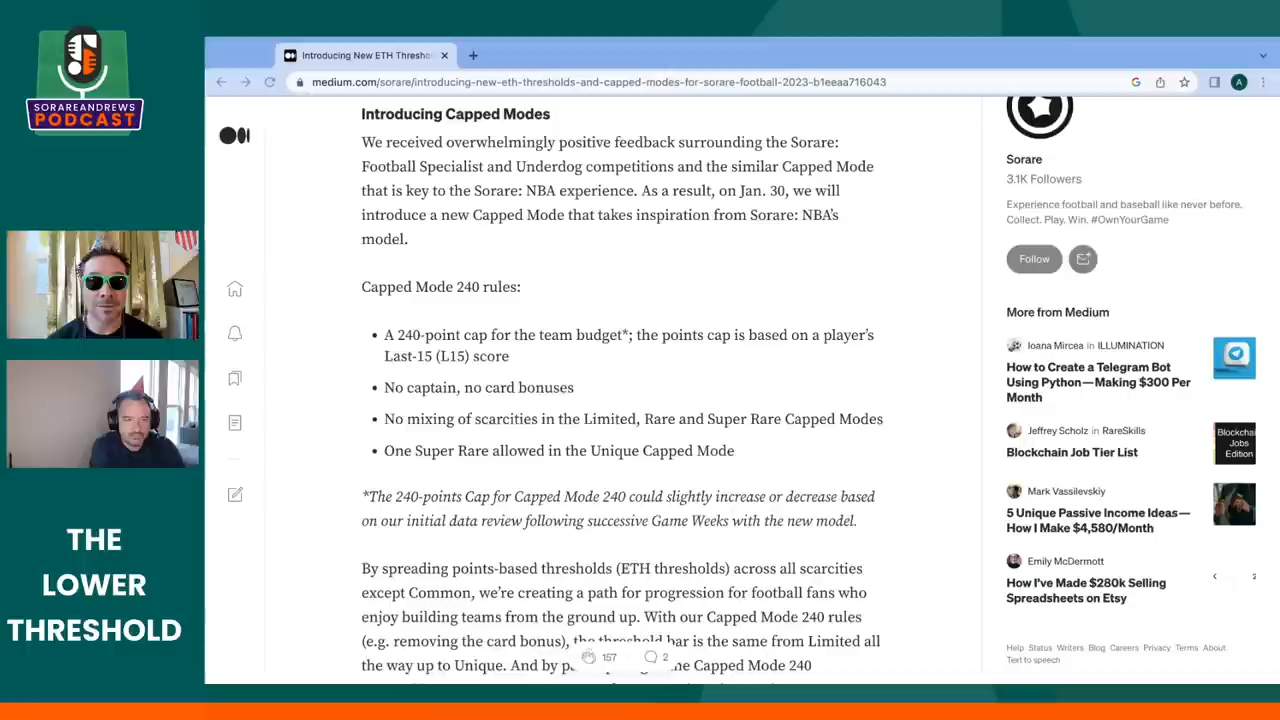 SORAREANDREWS
PODCAST
THE
LOWER
THRESHOLD
Introducing New ETH Thresho
medium.com/sorare/introducing-new-eth-thresholds-and-capped-modes-for-sorare-football-2023-b1eeaa716043
A
Introducing Capped Modes
We received overwhelmingly positive feedback surrounding the Sorare:
Football Specialist and Underdog competitions and the similar Capped Mode
that is key to the Sorare: NBA experience. As a result, on Jan. 30, we will
introduce a new Capped Mode that takes inspiration from Sorare: NBA's
model.
Capped Mode 240 rules:
• A 240-point cap for the team budget*; the points cap is based on a player's
Last-15 (L15) score
• No captain, no card bonuses
• No mixing of scarcities in the Limited, Rare and Super Rare Capped Modes
• One Super Rare allowed in the Unique Capped Mode
*The 240-points Cap for Capped Mode 240 could slightly increase or decrease based
on our initial data review following successive Game Weeks with the new model.
By spreading points-based thresholds (ETH thresholds) across all scarcities
except Common, we're creating a path for progression for football fans who
enjoy building teams from the ground up. With our Capped Mode 240 rules
(e.g. removing the card bonus), the threshold bar is the same from Limited all
the way up to Unique. And by
Capped Mode 240
157
2
Sorare
3.1K Followers
Experience football and baseball like never before.
Collect. Play. Win. #OwnYourGame
Follow
More from Medium
Ioana Mircea in ILLUMINATION
How to Create a Telegram Bot
Using Python—Making $300 Per
Month
Jeffrey Scholz in RareSkills
Blockchain Job Tier List
Blockchai
Jobs
Edition
Mark Vassilevskiy
5 Unique Passive Income Ideas—
How I Make $4,580/Month
Emily McDermott
How I've Made $280k Selling
Spreadsheets on Etsy
Help Status Writers Blog Careers Privacy Terms About
Text to speech